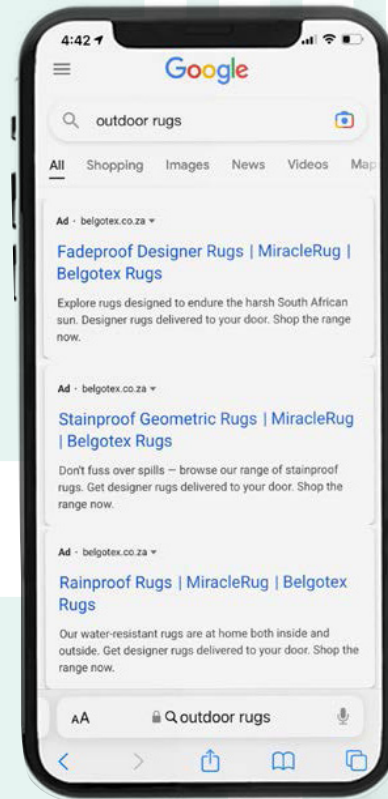 4:42
Google
outdoor rugs
All Shopping Images News Videos Map
Ad · belgotex.co.za
Fadeproof Designer Rugs | MiracleRug |
Belgotex Rugs
Explore rugs designed to endure the harsh South African
sun. Designer rugs delivered to your door. Shop the range
now.
Ad · belgotex.co.za
Stainproof Geometric Rugs | MiracleRug
| Belgotex Rugs
Don't fuss over spills — browse our range of stainproof
rugs. Get designer rugs delivered to your door. Shop the
range now.
Ad · belgotex.co.za
Rainproof Rugs | MiracleRug | Belgotex
Rugs
Our water-resistant rugs are at home both inside and
outside. Get designer rugs delivered to your door. Shop the
range now.
AA outdoor rugs